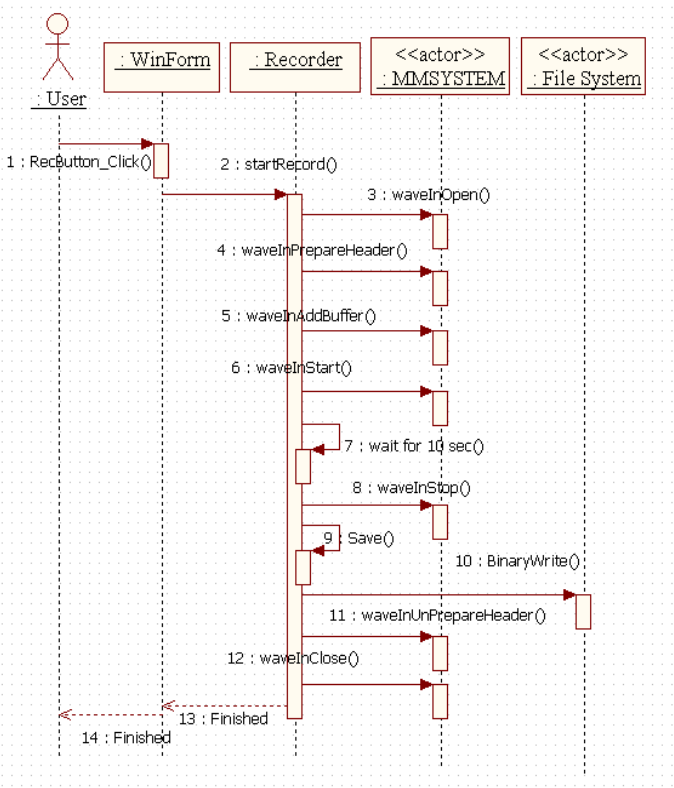 <<actor>>
<<actor>>
: WinForm
: Recorder
: MMSYSTEM
: File System
: User
1 : RecButton_Click()
2 : startRecord()
3 : waveInOpen()
4 : waveInPrepareHeader()
5 : waveInAddBuffer()
6 : waveInStart()
7 : wait for 10 sec()
8 : waveInStop()
9 : Save()
10 : BinaryWrite()
11 : waveInUnPrepareHeader()
12 : waveInClose()
13 : Finished
14 : Finished